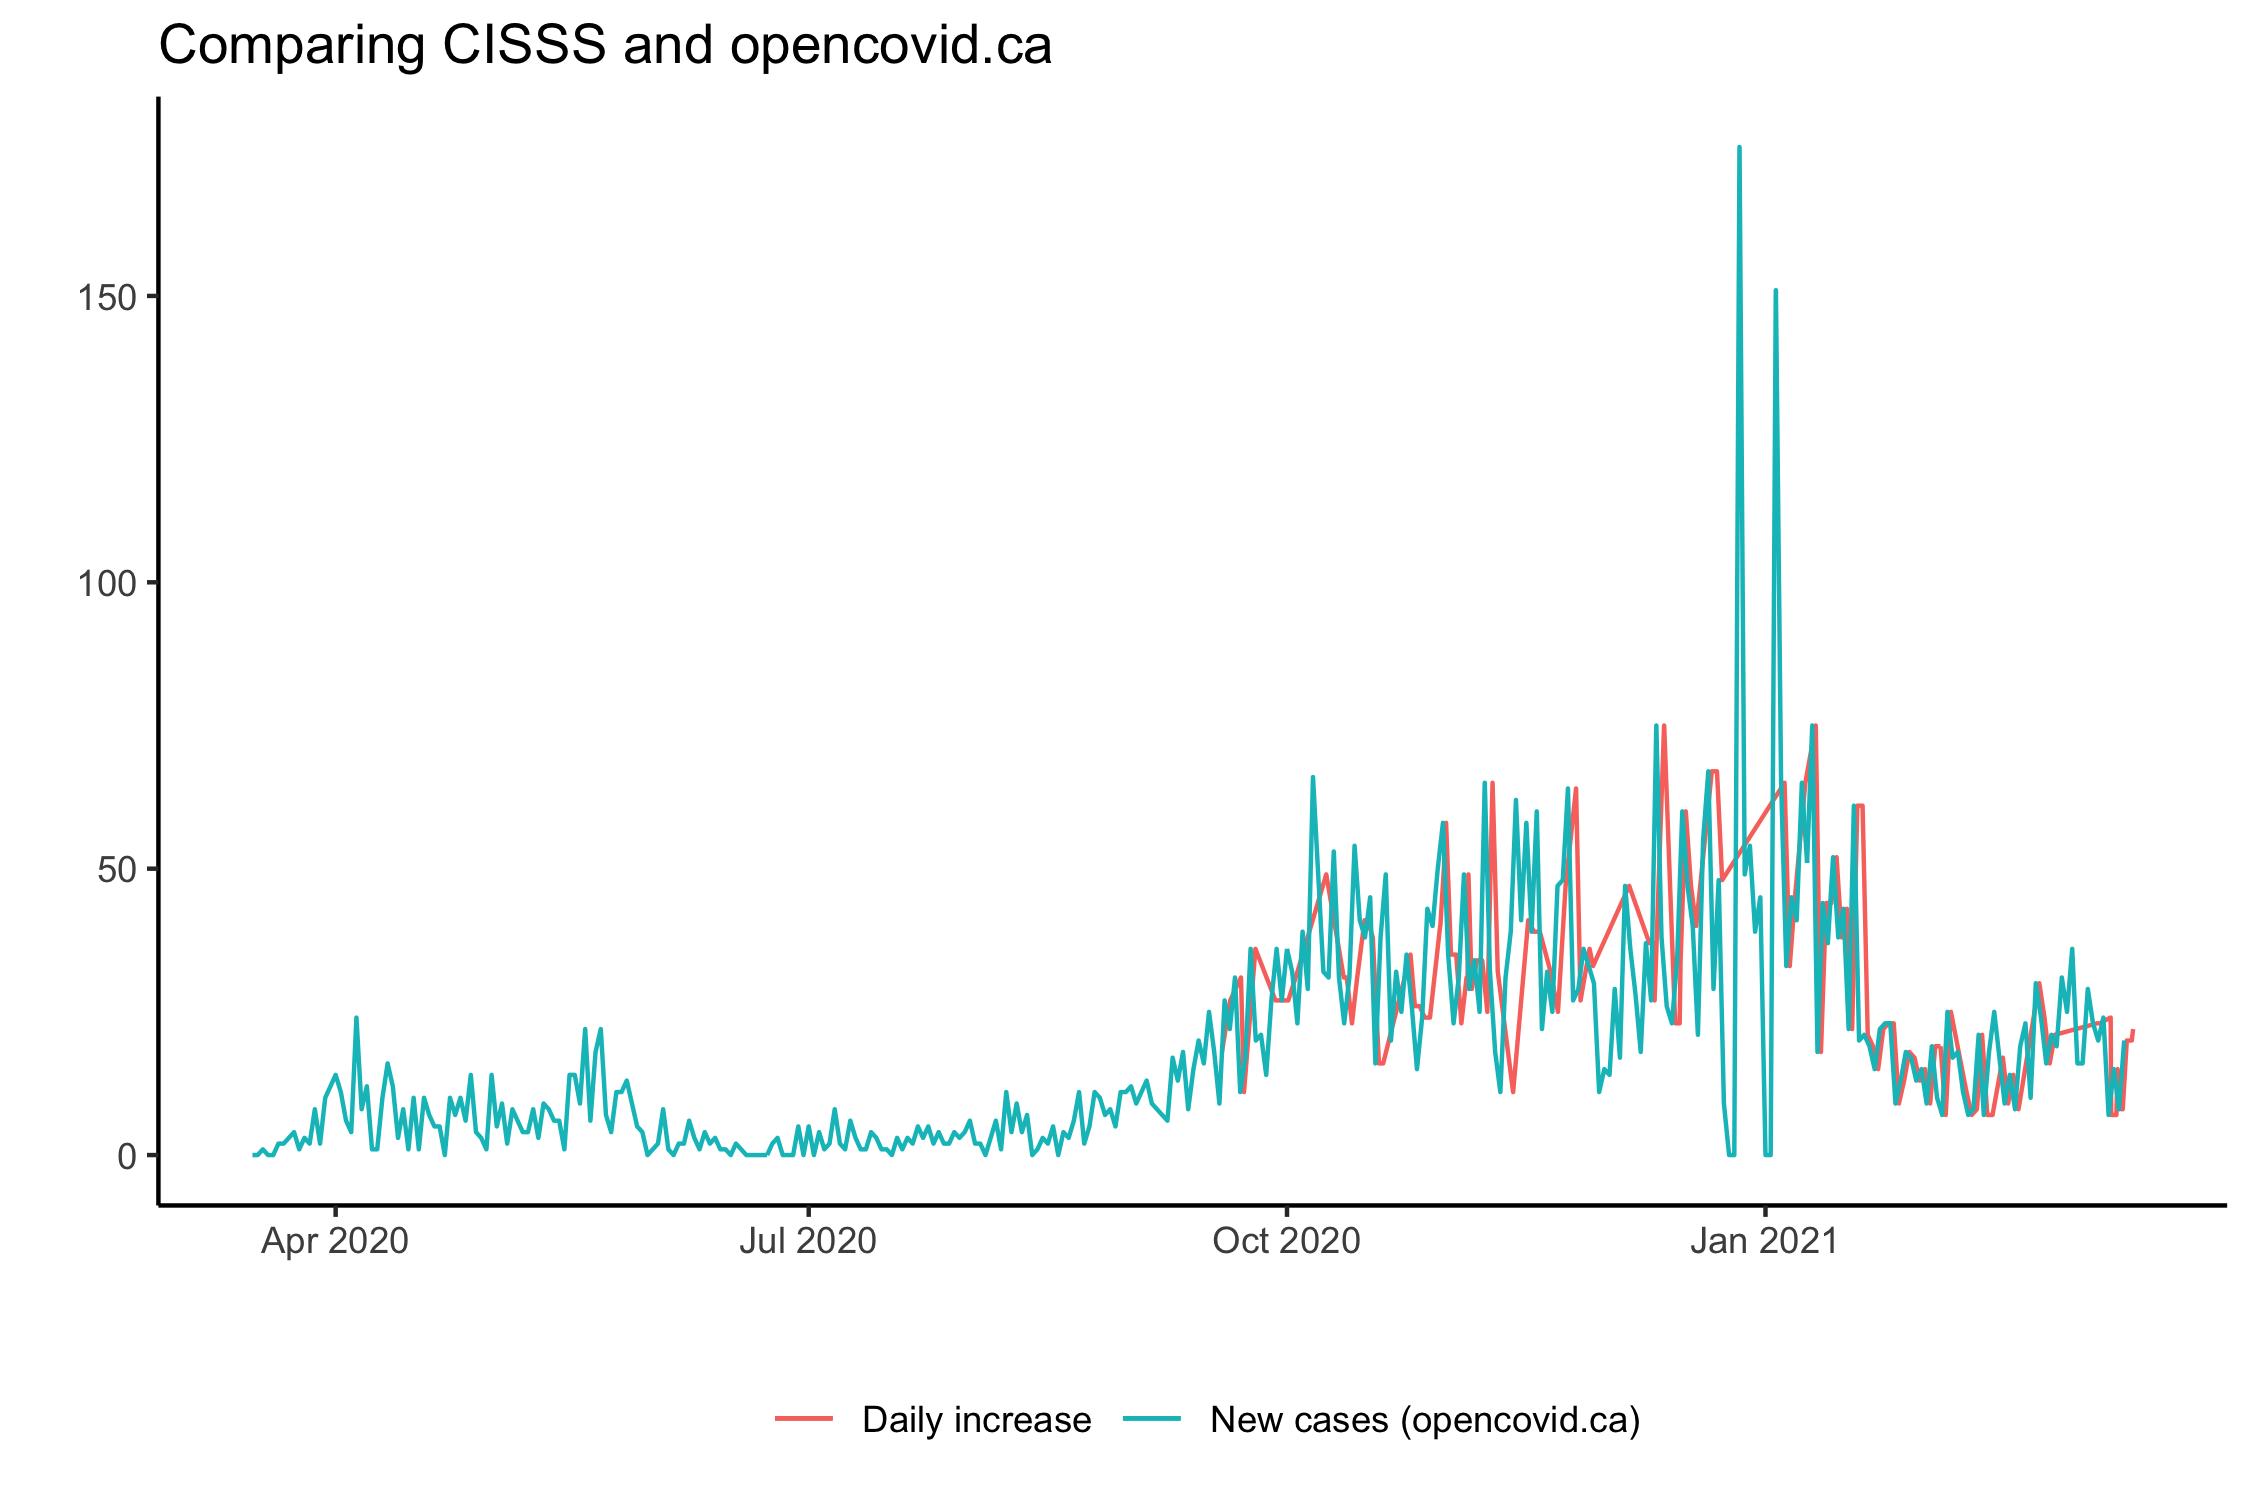 Comparing CISSS and opencovid.ca
150
100
50
0
Apr 2020 Jul 2020 Oct 2020 Jan 2021
Daily increase New cases (opencovid.ca)